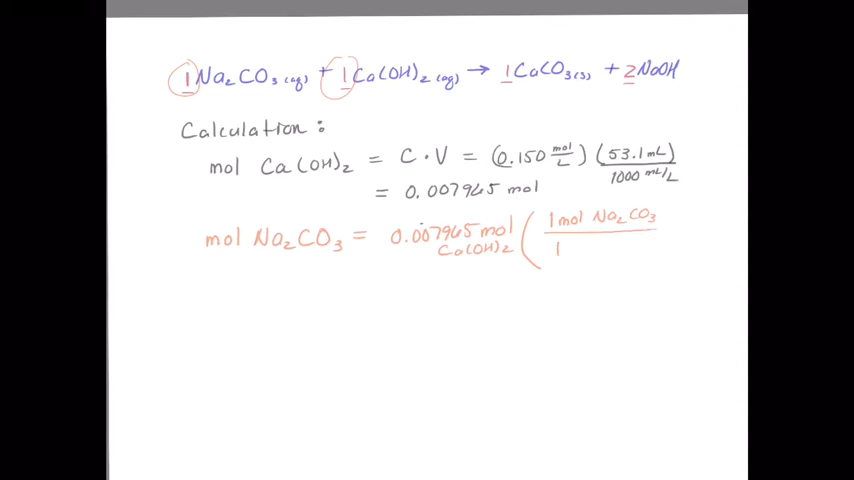 1Na₂CO₃(aq) + 1Ca(OH)₂(aq) → 1CaCO₃(s) + 2NaOH
Calculation:
mol Ca(OH)₂ = C·V = (0.150 mol/L) (53.1 mL)/1000 mL/L
= 0.007965 mol
mol Na₂CO₃ = 0.007965 mol Ca(OH)₂ ( 1 mol Na₂CO₃ / 1